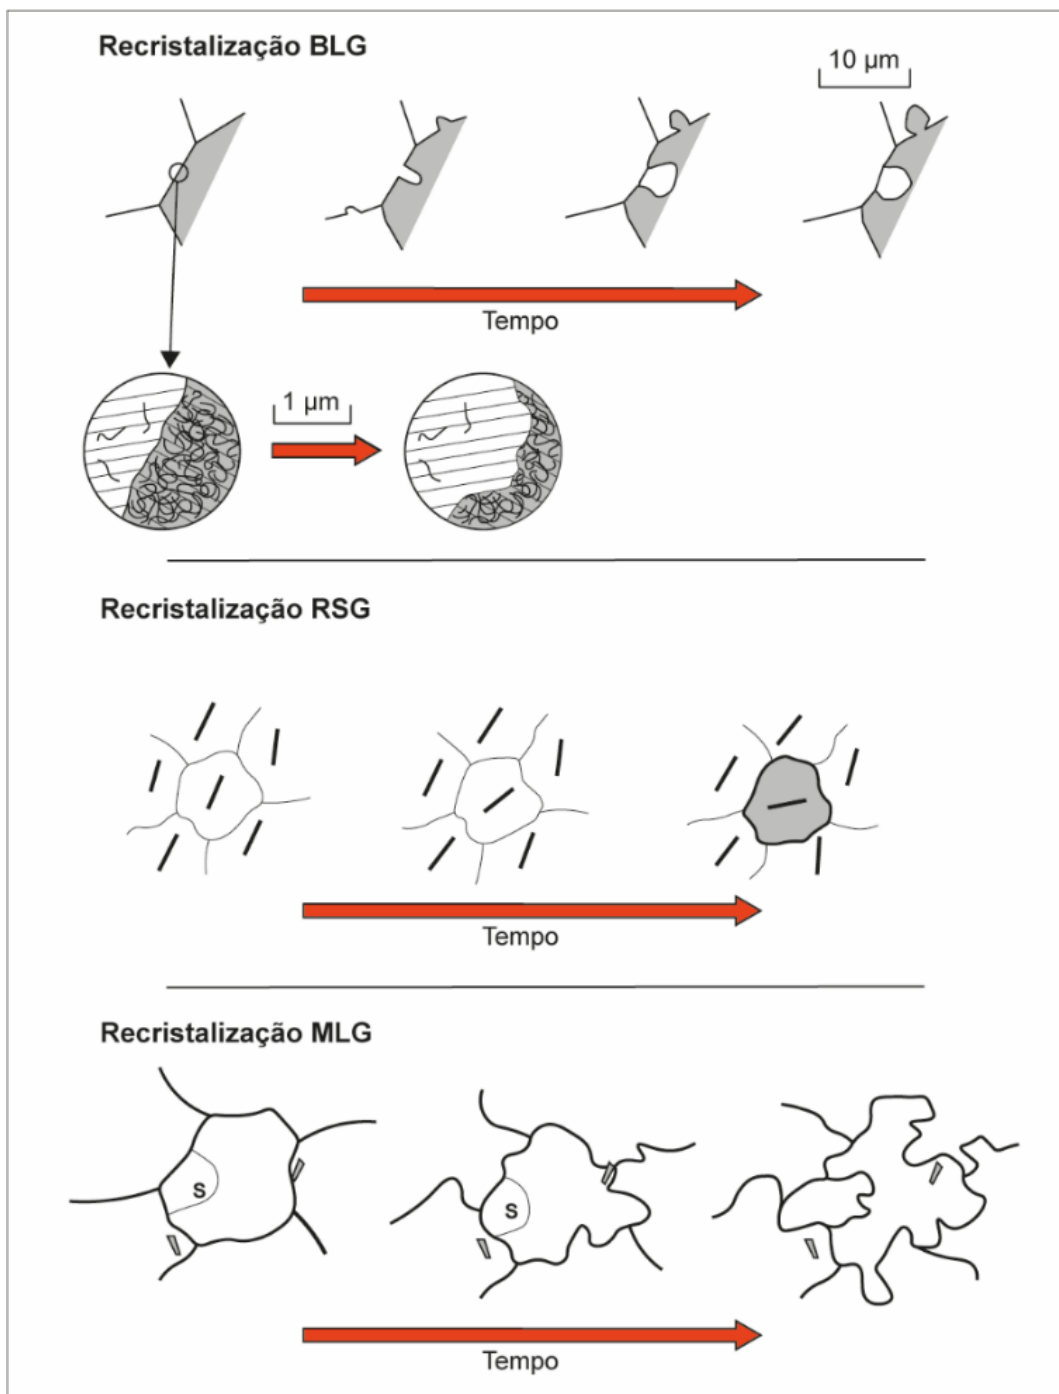 Recristalização BLG
10 µm
Tempo
1 µm
Recristalização RSG
Tempo
Recristalização MLG
S
S
Tempo